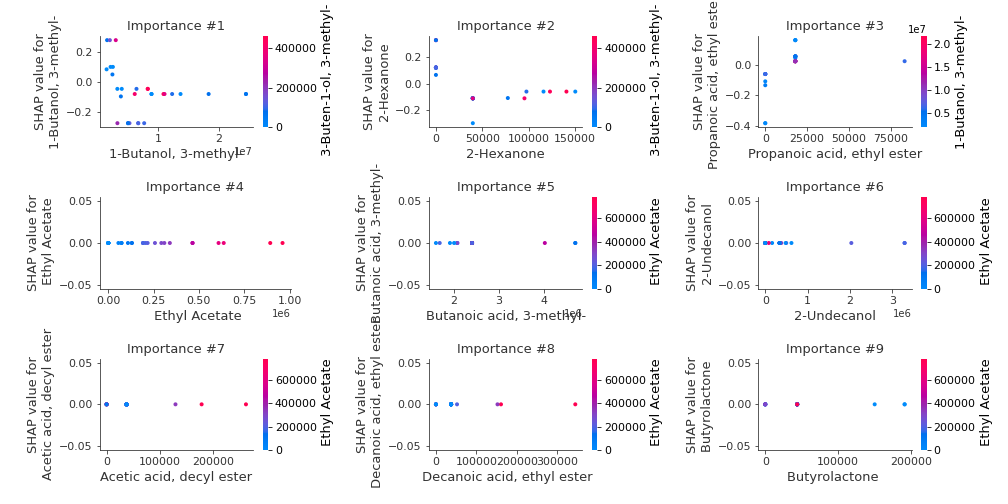 Importance #1
SHAP value for
1-Butanol, 3-methyl-
0.2
0.0
−0.2
1
2
1e7
1-Butanol, 3-methyl-
400000
200000
0
3-Buten-1-ol, 3-methyl-
Importance #2
SHAP value for
2-Hexanone
0.2
0.0
−0.2
0
50000
100000
150000
2-Hexanone
400000
200000
0
3-Buten-1-ol, 3-methyl-
Importance #3
SHAP value for
Propanoic acid, ethyl ester
0.0
−0.2
−0.4
0
25000
50000
75000
Propanoic acid, ethyl ester
1e7
2.0
1.5
1.0
0.5
1-Butanol, 3-methyl-
Importance #4
SHAP value for
Ethyl Acetate
0.05
0.00
−0.05
0.00
0.25
0.50
0.75
1.00
1e6
Ethyl Acetate
Importance #5
SHAP value for
Butanoic acid, 3-methyl-
0.05
0.00
−0.05
2
3
4
1e6
Butanoic acid, 3-methyl-
600000
400000
200000
0
Ethyl Acetate
Importance #6
SHAP value for
2-Undecanol
0.05
0.00
−0.05
0
1
2
3
1e6
2-Undecanol
600000
400000
200000
0
Ethyl Acetate
Importance #7
SHAP value for
Acetic acid, decyl ester
0.05
0.00
−0.05
0
100000
200000
Acetic acid, decyl ester
600000
400000
200000
0
Ethyl Acetate
Importance #8
SHAP value for
Decanoic acid, ethyl ester
0.05
0.00
−0.05
0
100000
200000
300000
Decanoic acid, ethyl ester
600000
400000
200000
0
Ethyl Acetate
Importance #9
SHAP value for
Butyrolactone
0.05
0.00
−0.05
0
50000
100000
150000
200000
Butyrolactone
600000
400000
200000
0
Ethyl Acetate